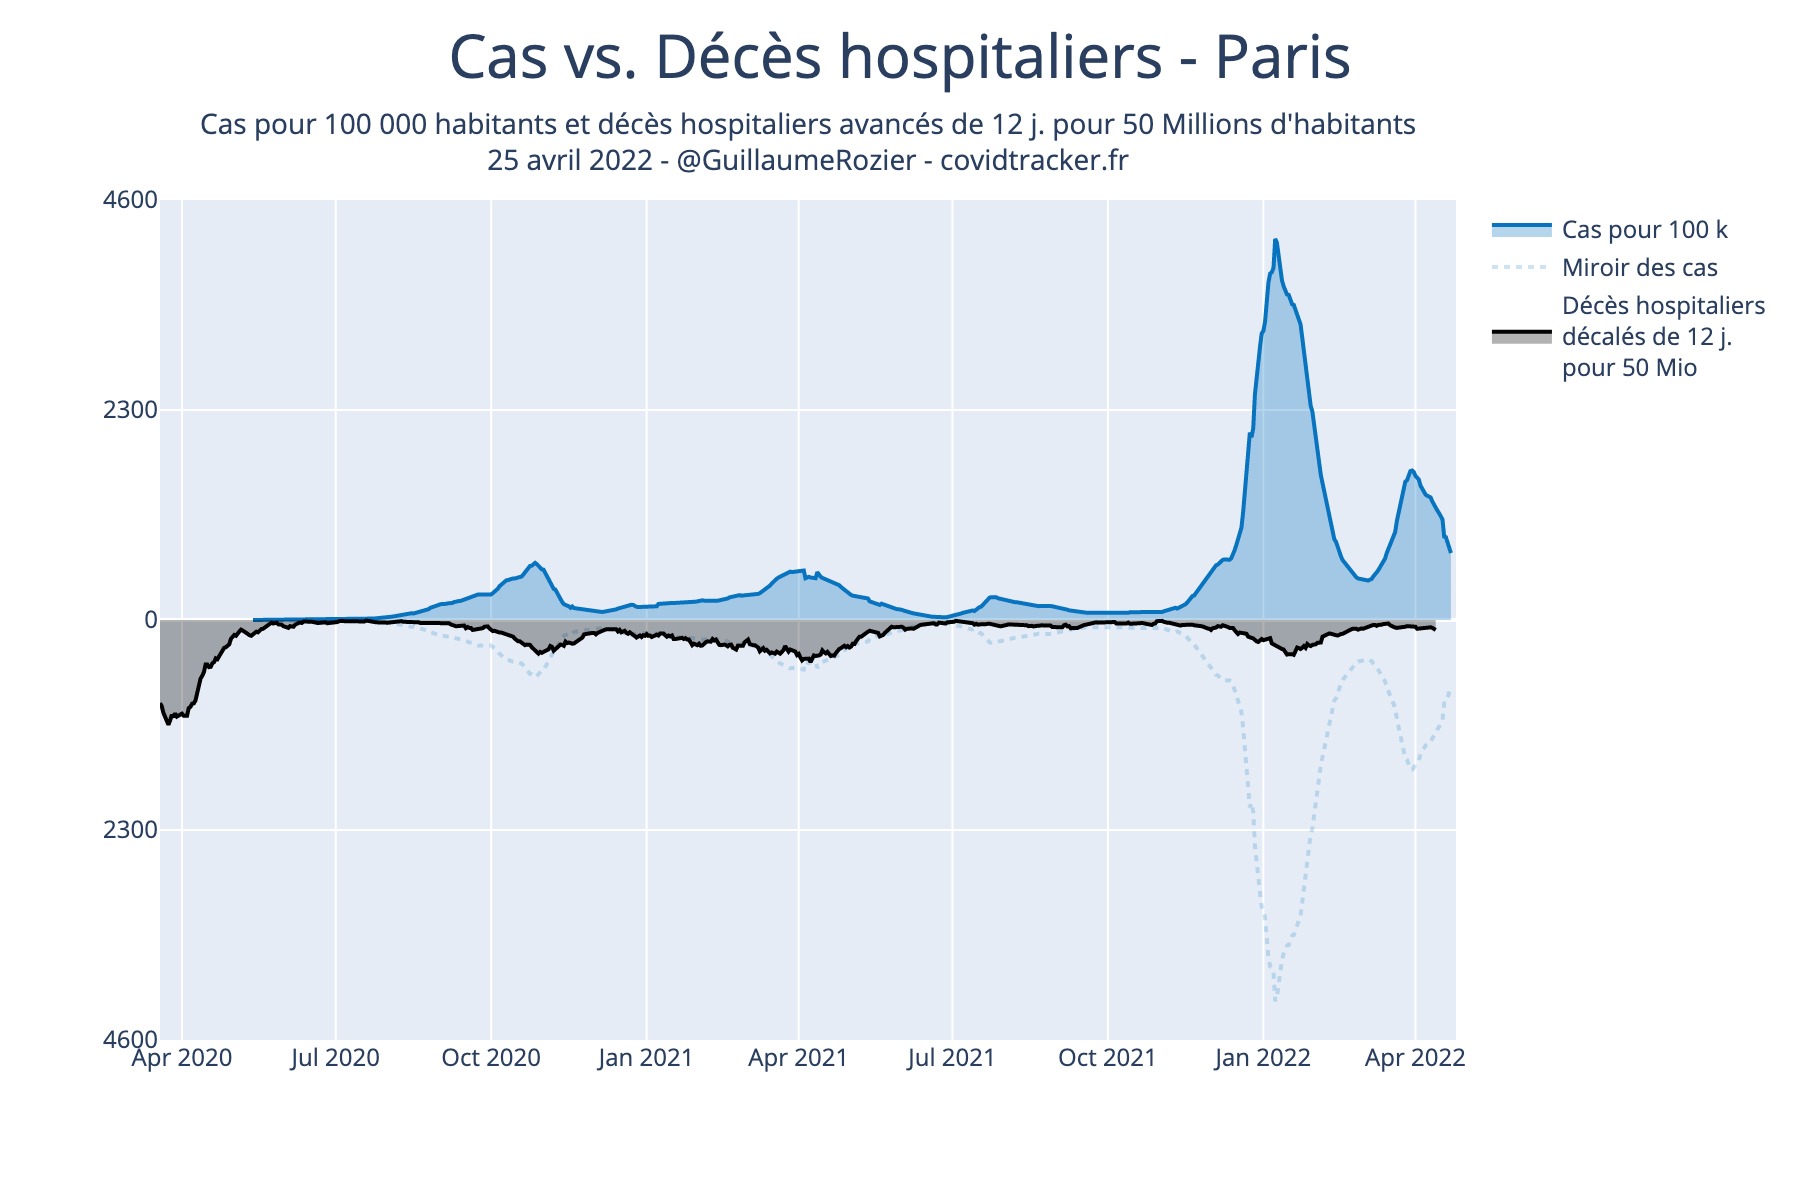 Cas vs. Décès hospitaliers - Paris
Cas pour 100 000 habitants et décès hospitaliers avancés de 12 j. pour 50 Millions d'habitants
25 avril 2022 - @GuillaumeRozier - covidtracker.fr
4600
2300
0
2300
4600
Apr 2020
Jul 2020
Oct 2020
Jan 2021
Apr 2021
Jul 2021
Oct 2021
Jan 2022
Apr 2022
Cas pour 100 k
Miroir des cas
Décès hospitaliers
décalés de 12 j.
pour 50 Mio